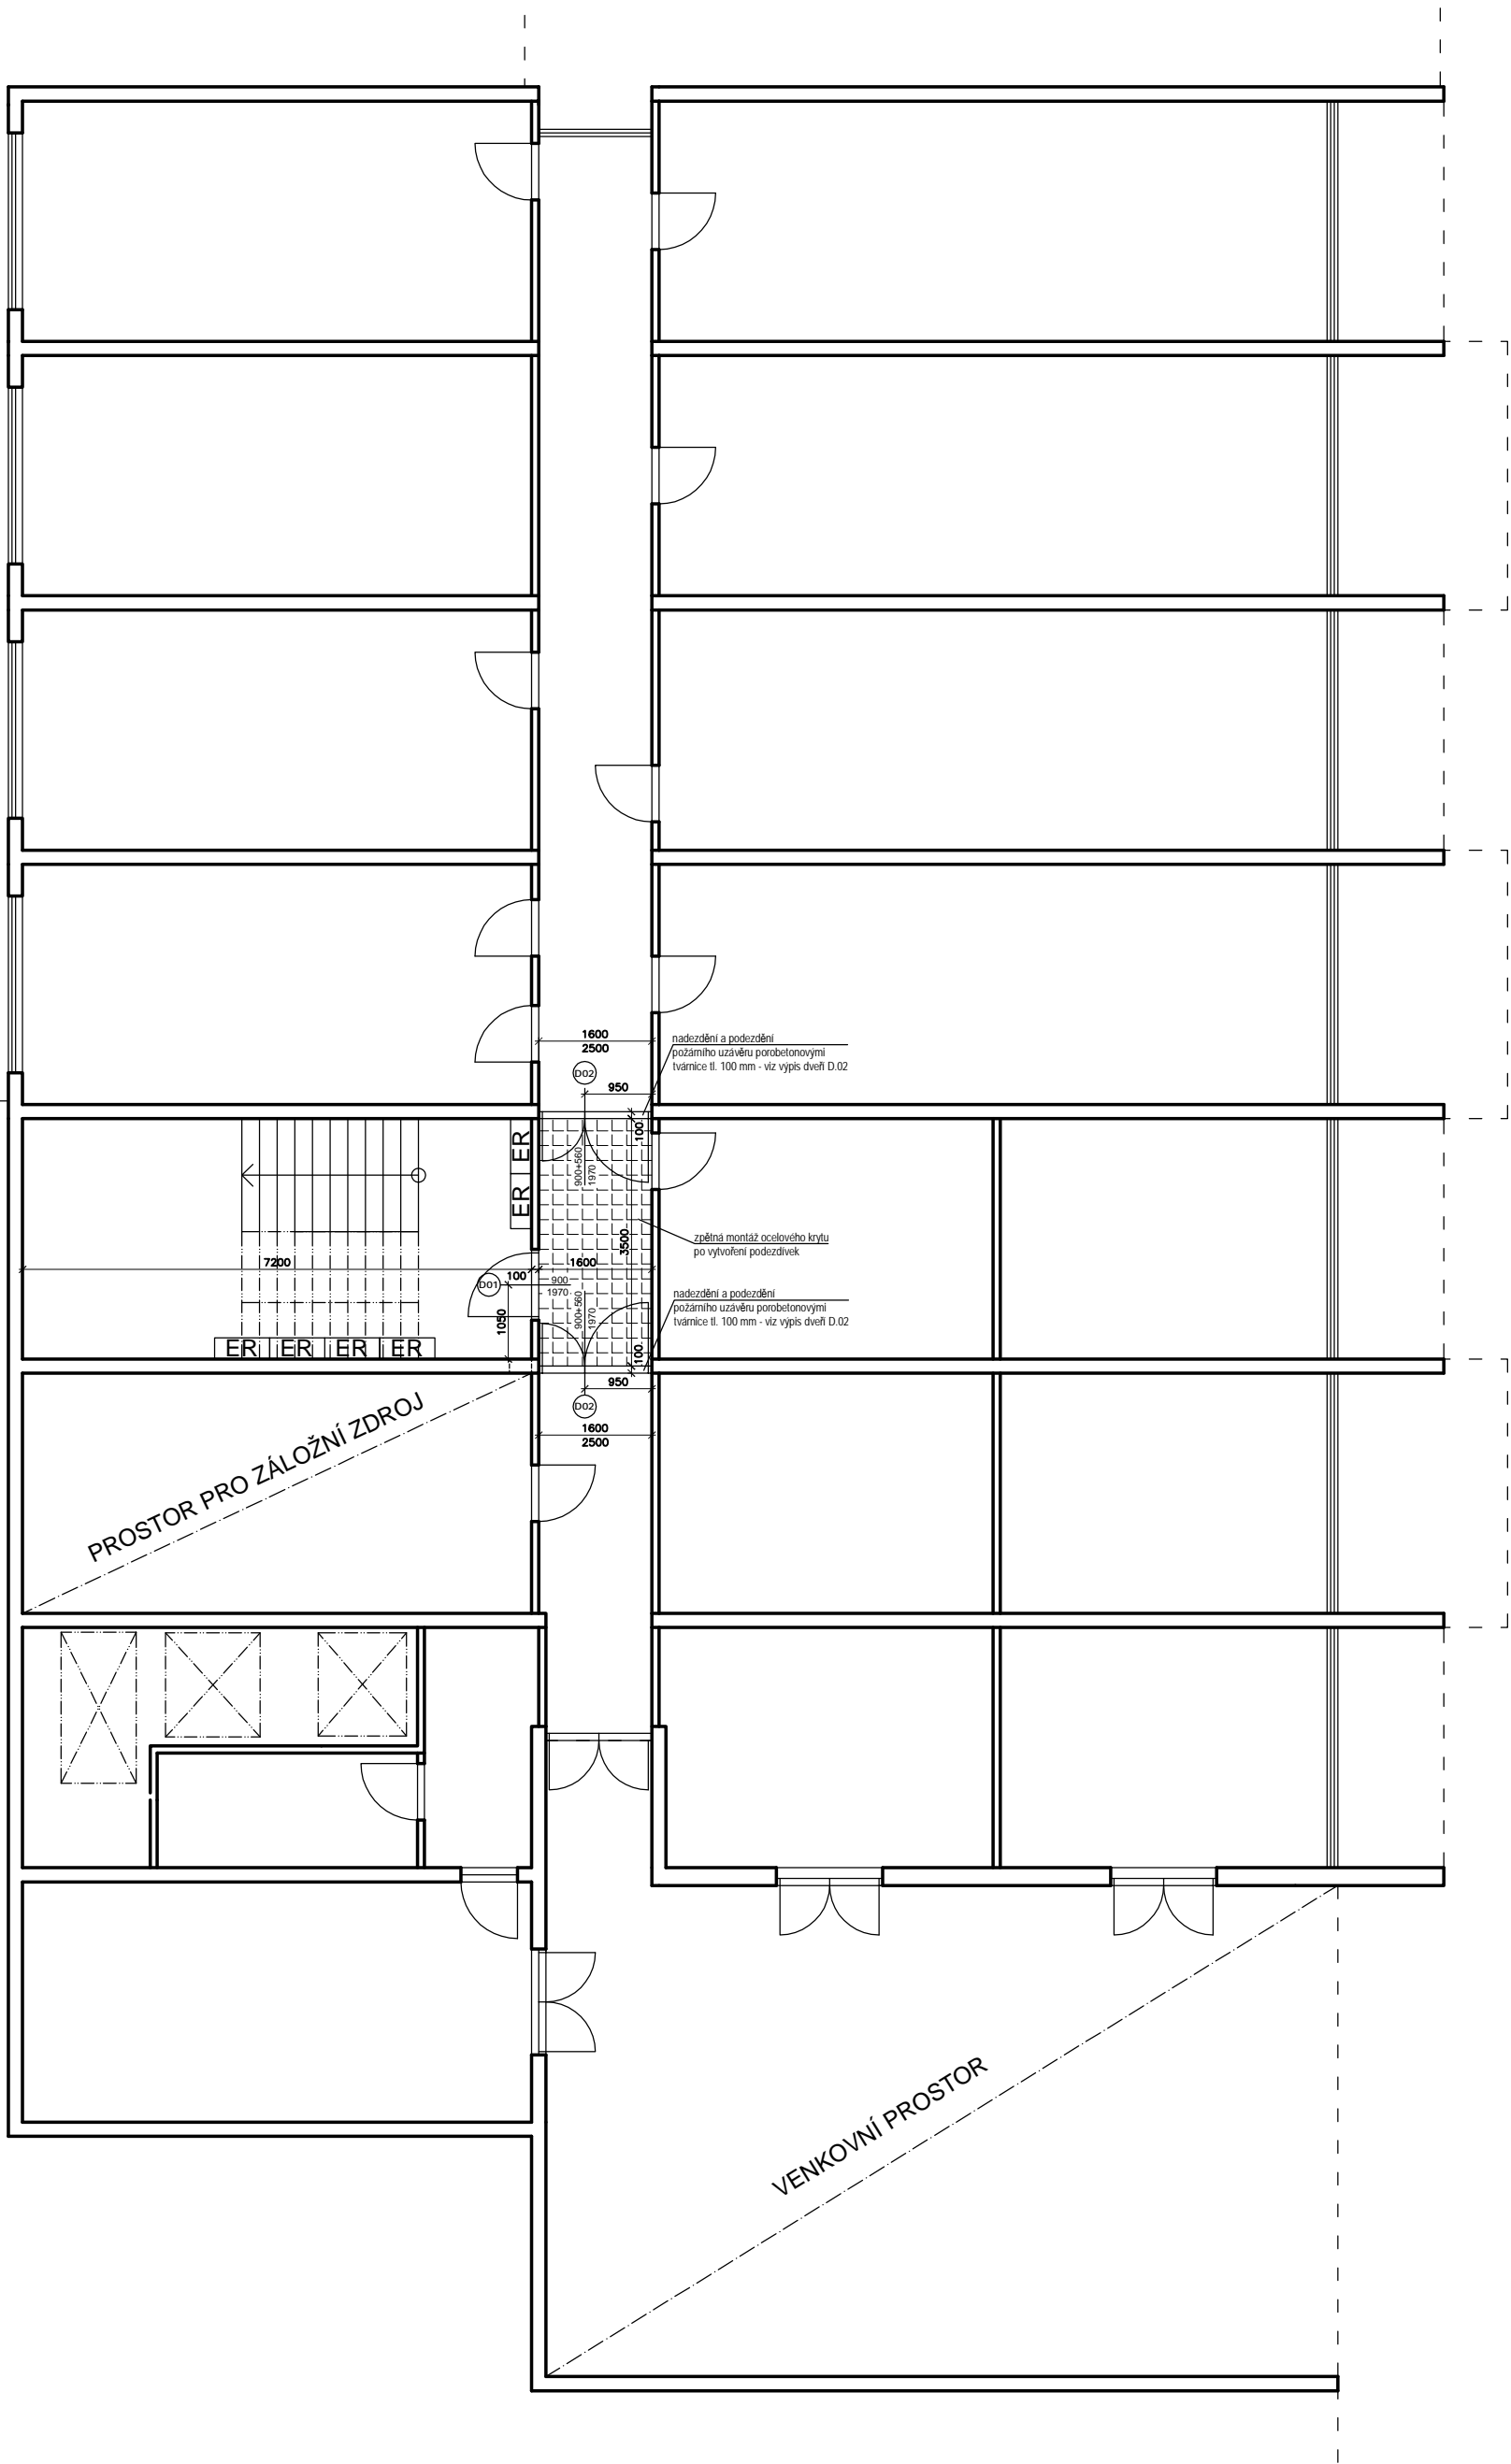 1600
2500
nadezdění a podezdění
požárního uzávěru porobetonovými
tvárnice tl. 100 mm - viz výpis dveří D.02
D02
950
100
ER
ER
900+560
1970
3500
zpětná montáž ocelového krytu
po vytvoření podezdívek
7200
100
1600
D01
900
1970
1050
900+560
1970
nadezdění a podezdění
požárního uzávěru porobetonovými
tvárnice tl. 100 mm - viz výpis dveří D.02
ER ER ER ER
100
950
D02
1600
2500
PROSTOR PRO ZÁLOŽNÍ ZDROJ
VENKOVNÍ PROSTOR